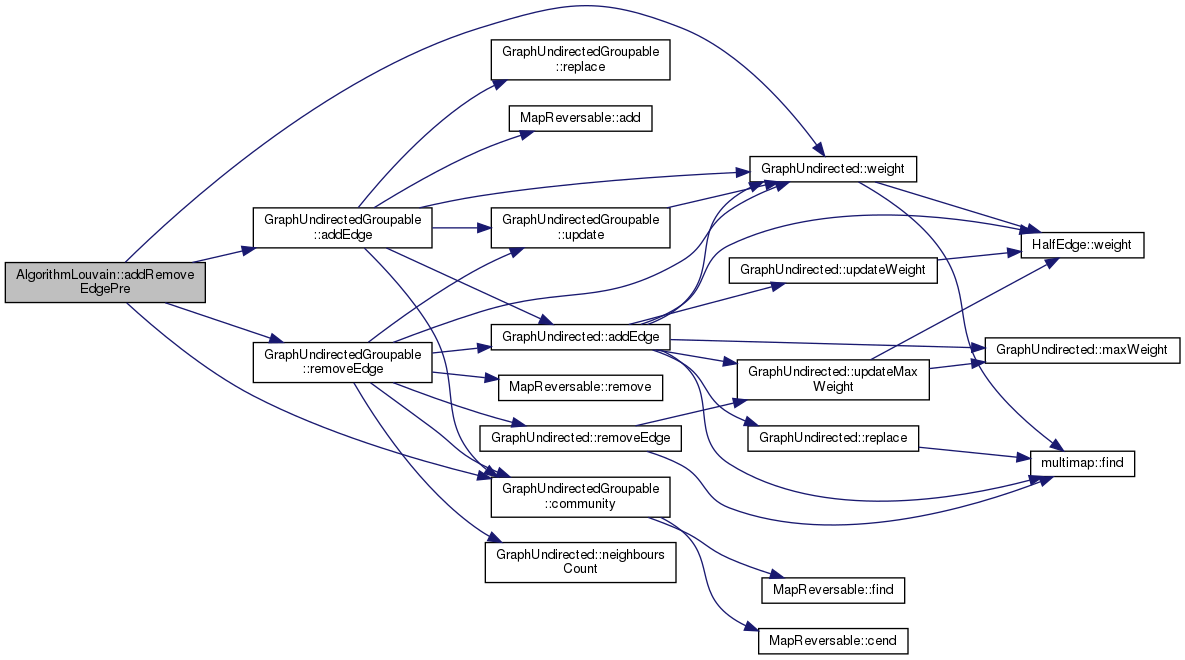 AlgorithmLouvain::addRemove
EdgePre
GraphUndirectedGroupable
::addEdge
GraphUndirectedGroupable
::removeEdge
GraphUndirectedGroupable
::replace
MapReversable::add
GraphUndirectedGroupable
::update
GraphUndirected::addEdge
MapReversable::remove
GraphUndirected::removeEdge
GraphUndirectedGroupable
::community
GraphUndirected::neighbours
Count
GraphUndirected::weight
GraphUndirected::updateWeight
GraphUndirected::updateMax
Weight
GraphUndirected::replace
MapReversable::find
MapReversable::cend
HalfEdge::weight
GraphUndirected::maxWeight
multimap::find